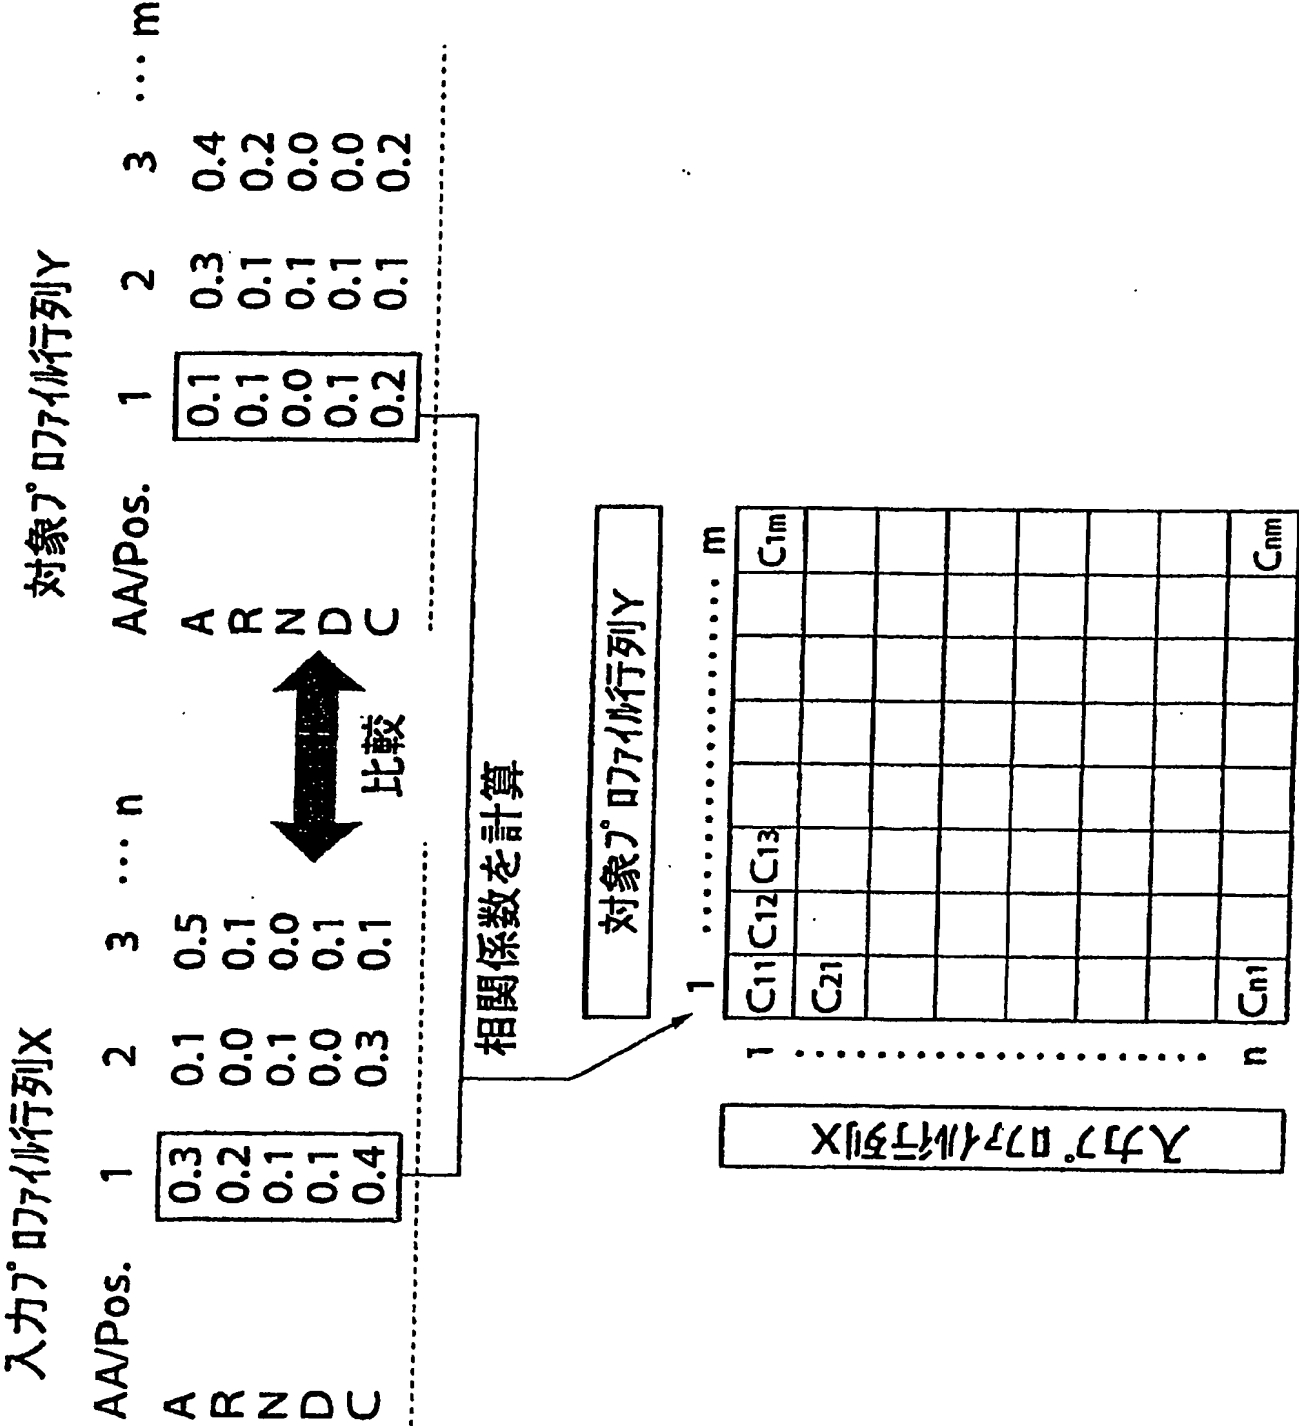 入力プロファイル行列X
AA/Pos. 1 2 3 ･･･ n
A 0.3 0.1 0.5
R 0.2 0.0 0.1
N 0.1 0.1 0.0
D 0.1 0.0 0.1
C 0.4 0.3 0.1
比較
対象プロファイル行列Y
AA/Pos. 1 2 3 ･･･ m
A 0.1 0.3 0.4
R 0.1 0.1 0.2
N 0.0 0.1 0.0
D 0.1 0.1 0.0
C 0.2 0.1 0.2
相関係数を計算
対象プロファイル行列Y
1 m
入力プロファイル行列X
1 C11 C12 C13 C1m
C21
n Cn1 Cnm